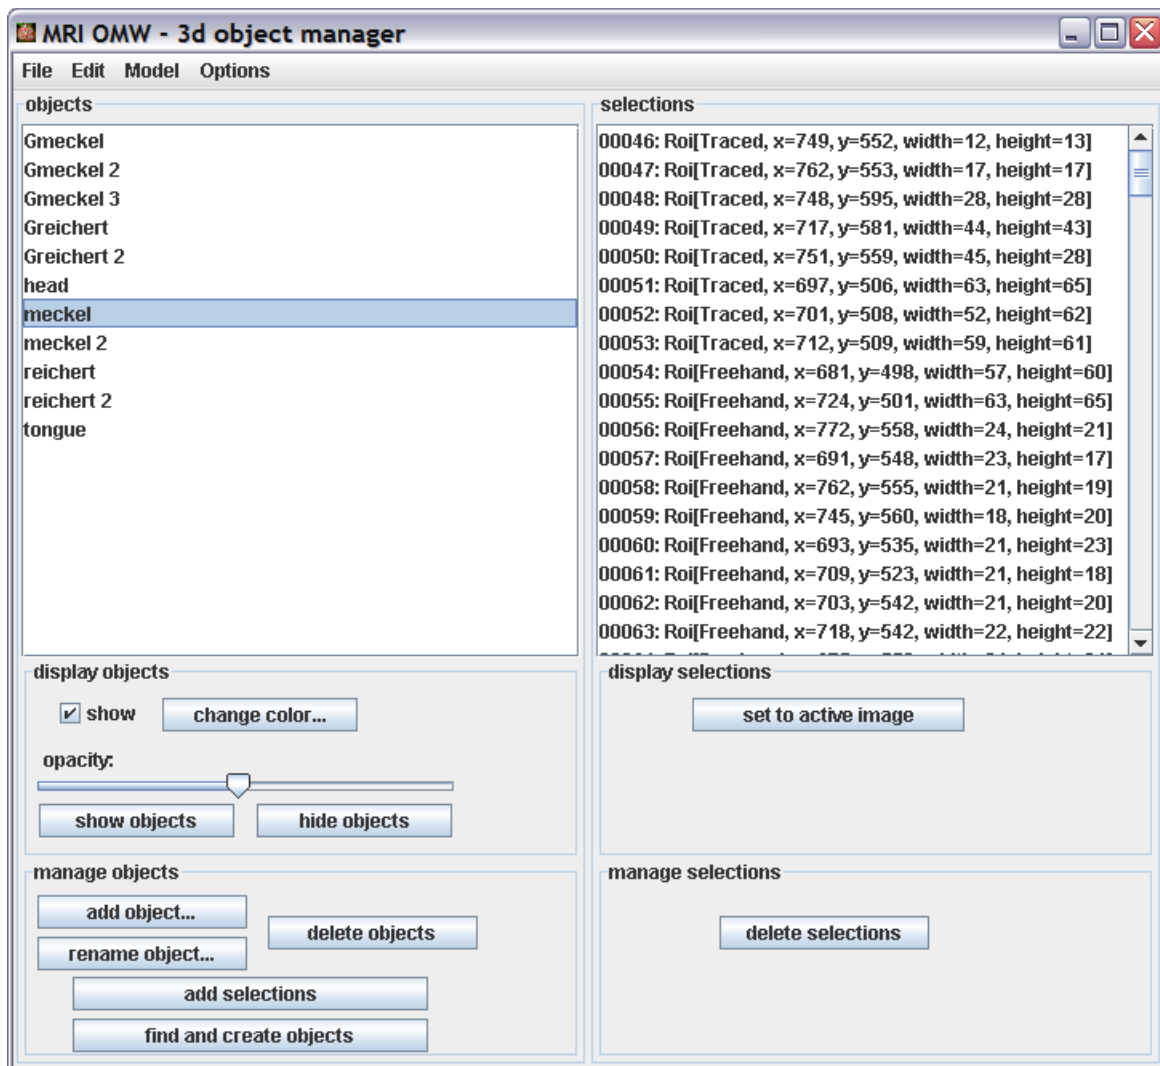 MRI OMW - 3d object manager
File Edit Model Options
objects
Gmeckel
Gmeckel 2
Gmeckel 3
Greichert
Greichert 2
head
meckel
meckel 2
reichert
reichert 2
tongue
selections
00046: Roi[Traced, x=749, y=552, width=12, height=13]
00047: Roi[Traced, x=762, y=553, width=17, height=17]
00048: Roi[Traced, x=748, y=595, width=28, height=28]
00049: Roi[Traced, x=717, y=581, width=44, height=43]
00050: Roi[Traced, x=751, y=559, width=45, height=28]
00051: Roi[Traced, x=697, y=506, width=63, height=65]
00052: Roi[Traced, x=701, y=508, width=52, height=62]
00053: Roi[Traced, x=712, y=509, width=59, height=61]
00054: Roi[Freehand, x=681, y=498, width=57, height=60]
00055: Roi[Freehand, x=724, y=501, width=63, height=65]
00056: Roi[Freehand, x=772, y=558, width=24, height=21]
00057: Roi[Freehand, x=691, y=548, width=23, height=17]
00058: Roi[Freehand, x=762, y=555, width=21, height=19]
00059: Roi[Freehand, x=745, y=560, width=18, height=20]
00060: Roi[Freehand, x=693, y=535, width=21, height=23]
00061: Roi[Freehand, x=709, y=523, width=21, height=18]
00062: Roi[Freehand, x=703, y=542, width=21, height=20]
00063: Roi[Freehand, x=718, y=542, width=22, height=22]
display objects
show
change color...
opacity:
show objects
hide objects
display selections
set to active image
manage objects
add object...
delete objects
rename object...
add selections
find and create objects
manage selections
delete selections